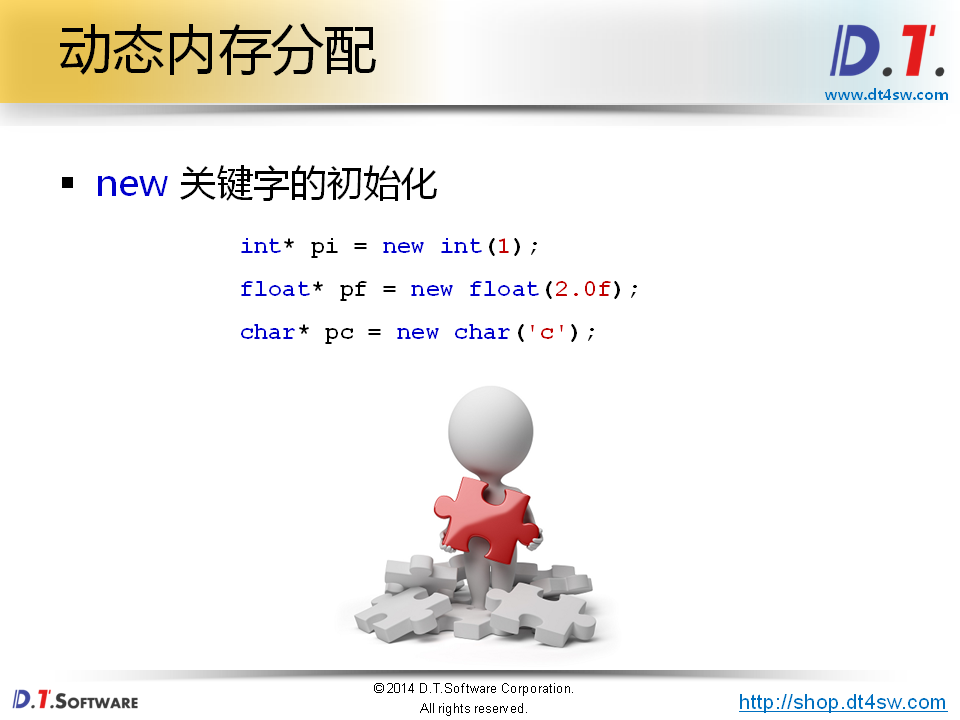 动态内存分配
D.T.
www.dt4sw.com
▪ new 关键字的初始化
int* pi = new int(1);
float* pf = new float(2.0f);
char* pc = new char('c');
D.T.SOFTWARE
©2014 D.T.Software Corporation.
All rights reserved.
http://shop.dt4sw.com